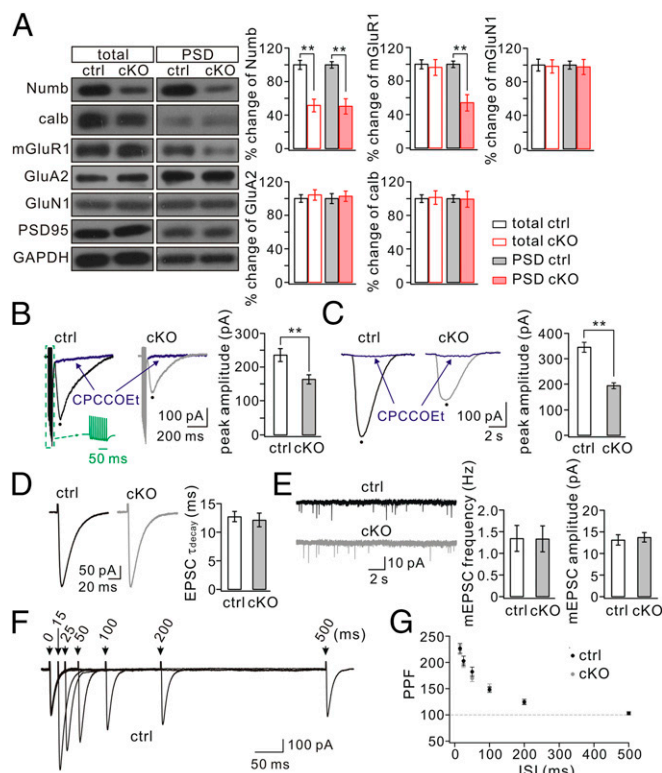 A
total PSD
ctrl cKO ctrl cKO
Numb
calb
mGluR1
GluA2
GluN1
PSD95
GAPDH
% change of Numb
120
80
40
0
**
**
% change of mGluR1
120
80
40
0
**
% change of mGluN1
120
80
40
0
% change of GluA2
120
80
40
0
% change of calb
120
80
40
0
total ctrl
total cKO
PSD ctrl
PSD cKO
B
ctrl cKO
CPCCOEt
50 ms
100 pA
200 ms
peak amplitude (pA)
300
250
200
150
100
50
0
**
ctrl
cKO
C
ctrl cKO
CPCCOEt
100 pA
2 s
peak amplitude (pA)
400
300
200
100
0
**
ctrl
cKO
D
ctrl cKO
50 pA
20 ms
EPSC τdecay (ms)
15
10
5
0
ctrl cKO
E
ctrl
cKO
10 pA
2 s
mEPSC frequency (Hz)
2.0
1.5
1.0
0.5
0
ctrl cKO
mEPSC amplitude (pA)
20
15
10
5
0
ctrl cKO
F
0 15 25 50 100 200 500 (ms)
ctrl
100 pA
50 ms
G
PPF
250
200
150
100
50
ctrl
cKO
0 100 200 300 400 500
ISI (ms)